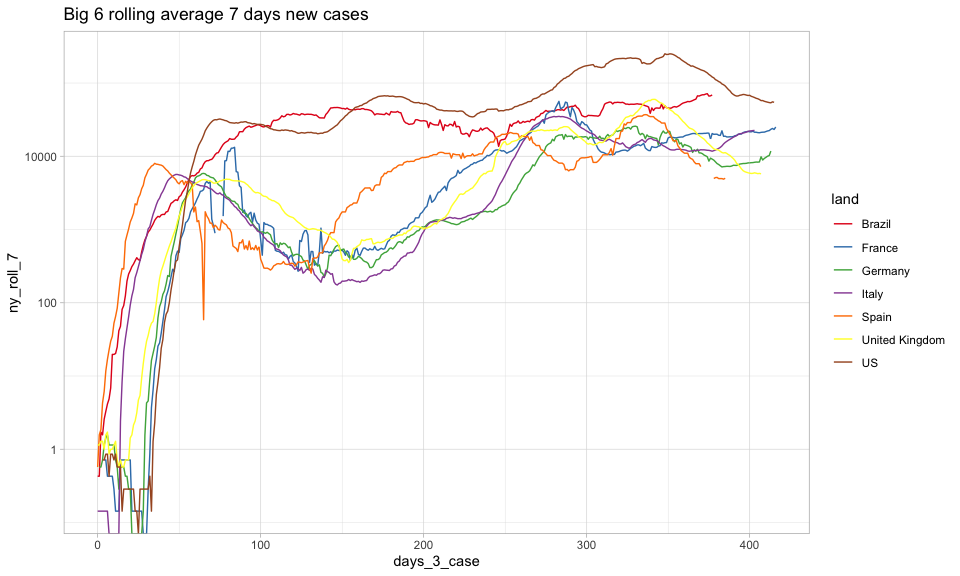 Big 6 rolling average 7 days new cases
ny_roll_7
10000
100
1
0
100
200
300
400
days_3_case
land
Brazil
France
Germany
Italy
Spain
United Kingdom
US